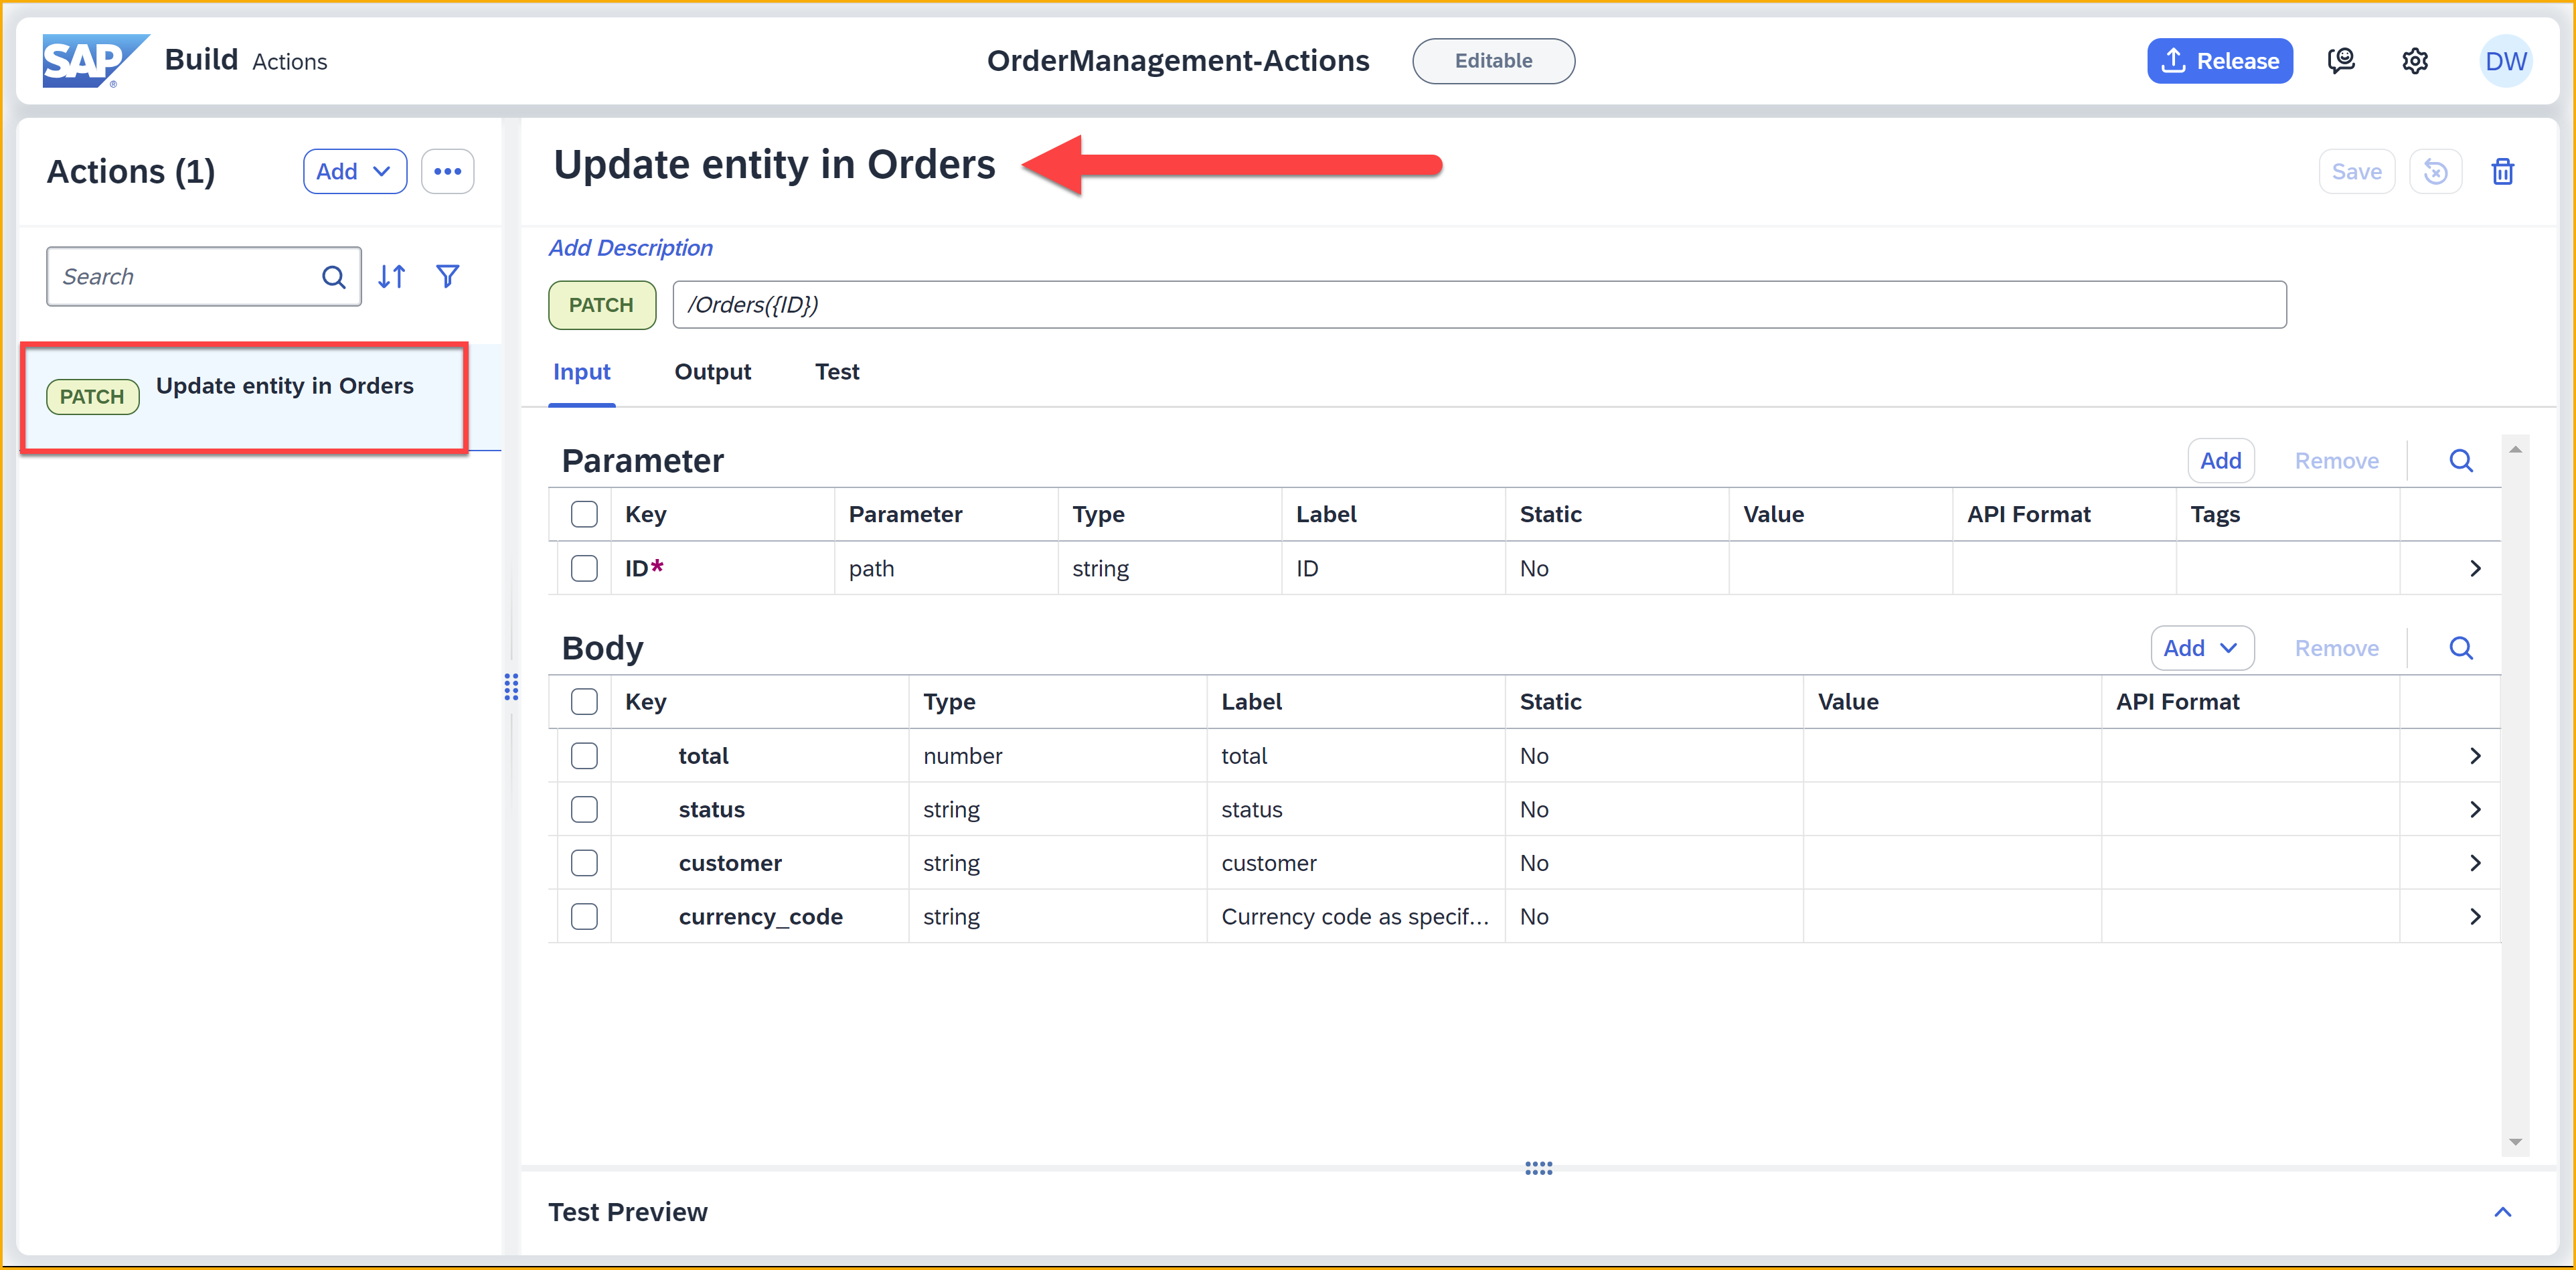 SAP Build Actions OrderManagement-Actions Editable Release DW
Actions (1) Add
Search
PATCH Update entity in Orders
Update entity in Orders Save
Add Description
PATCH /Orders({ID})
Input Output Test
Parameter Add Remove
Key Parameter Type Label Static Value API Format Tags
ID* path string ID No
Body Add Remove
Key Type Label Static Value API Format
total number total No
status string status No
customer string customer No
currency_code string Currency code as specif... No
Test Preview